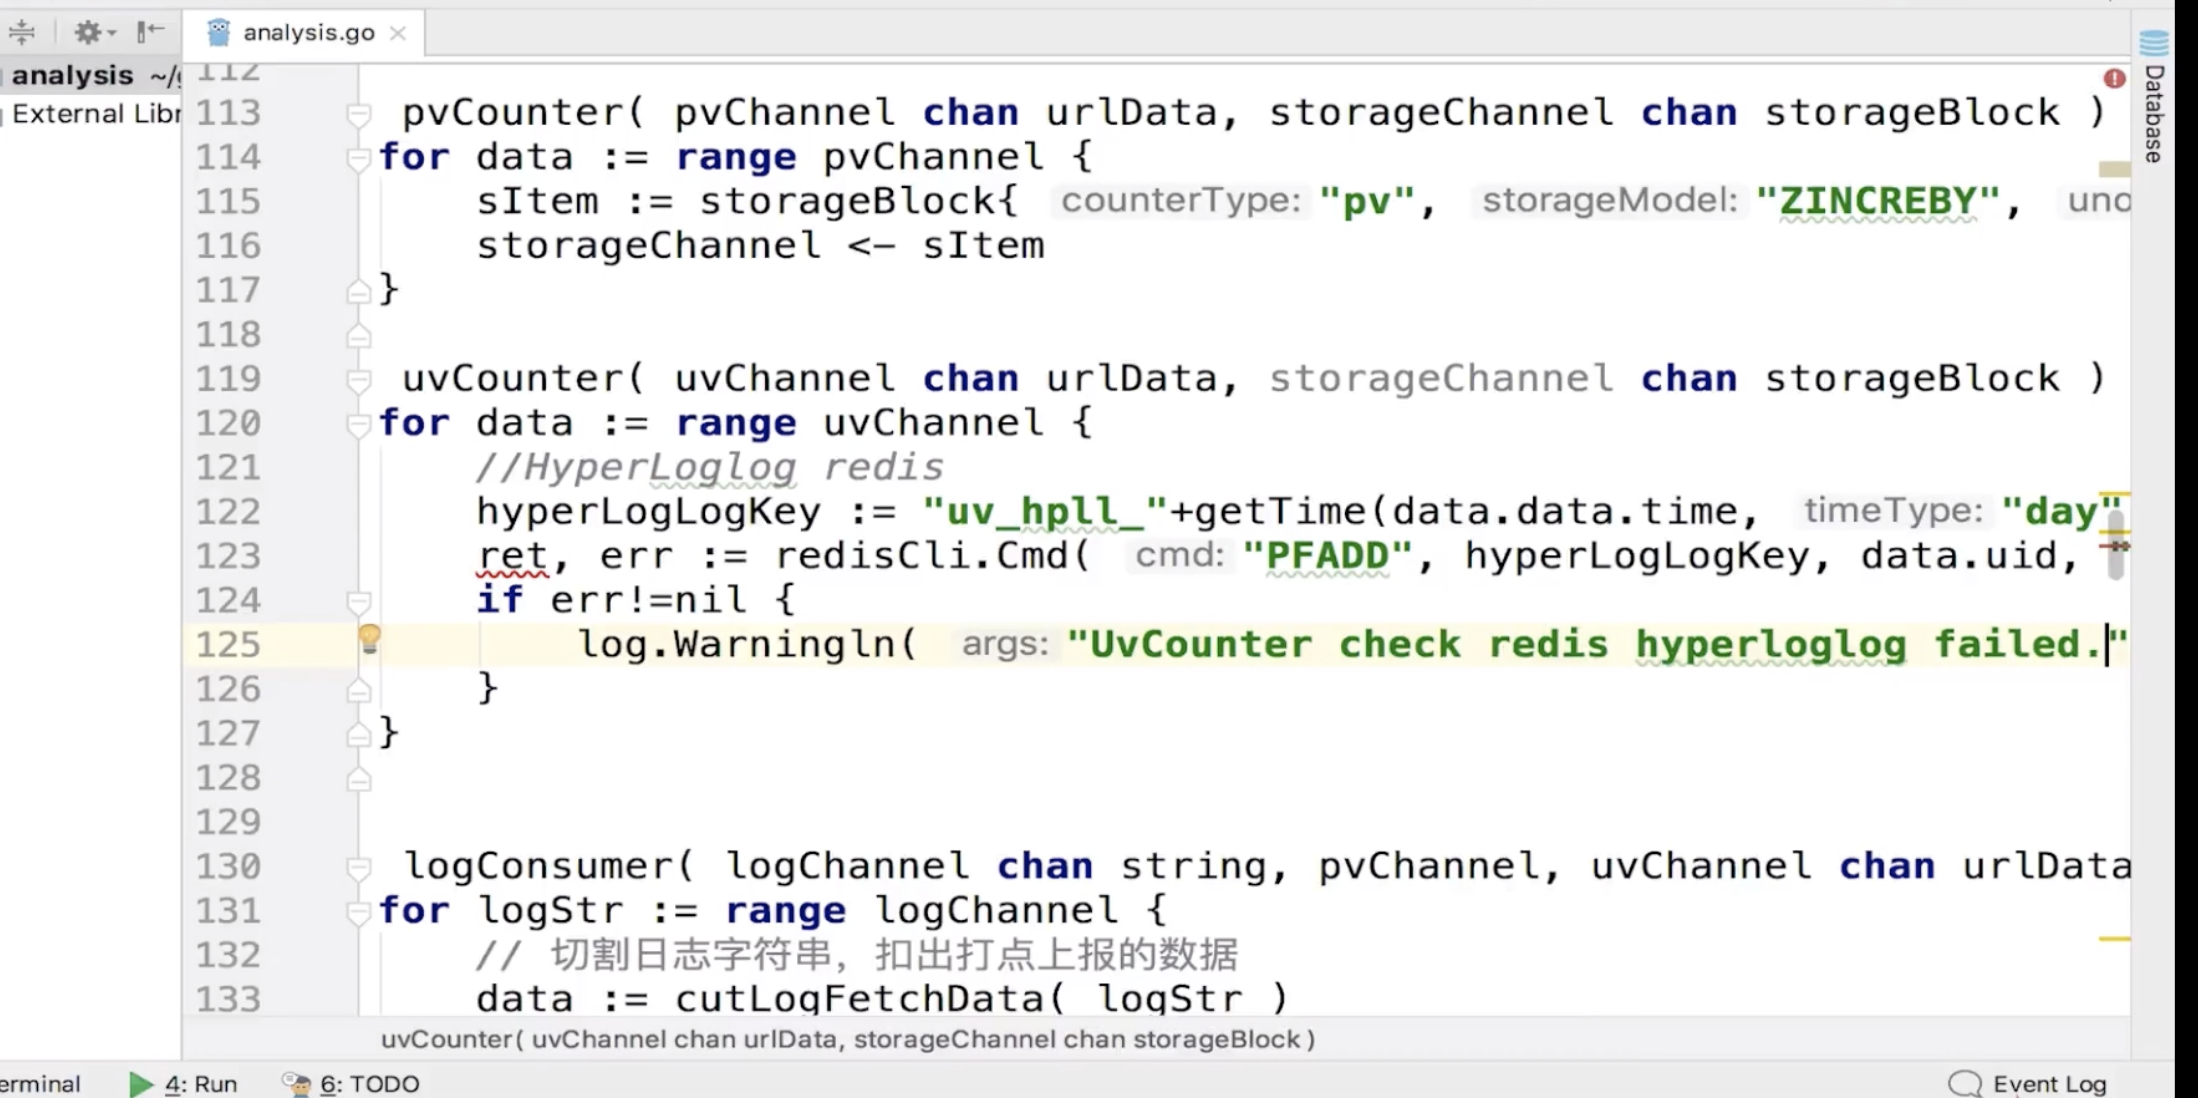 analysis.go
analysis ~/
External Libr
Database
112
113 pvCounter( pvChannel chan urlData, storageChannel chan storageBlock )
114 for data := range pvChannel {
115 sItem := storageBlock{ counterType: "pv", storageModel: "ZINCREBY", uno
116 storageChannel <- sItem
117 }
118
119 uvCounter( uvChannel chan urlData, storageChannel chan storageBlock )
120 for data := range uvChannel {
121 //HyperLoglog redis
122 hyperLogLogKey := "uv_hpll_"+getTime(data.data.time, timeType: "day"
123 ret, err := redisCli.Cmd( cmd: "PFADD", hyperLogLogKey, data.uid,
124 if err!=nil {
125 log.Warningln( args: "UvCounter check redis hyperloglog failed."
126 }
127 }
128
129
130 logConsumer( logChannel chan string, pvChannel, uvChannel chan urlData
131 for logStr := range logChannel {
132 // 切割日志字符串，扣出打点上报的数据
133 data := cutLogFetchData( logStr )
uvCounter( uvChannel chan urlData, storageChannel chan storageBlock )
erminal 4: Run 6: TODO Event Log